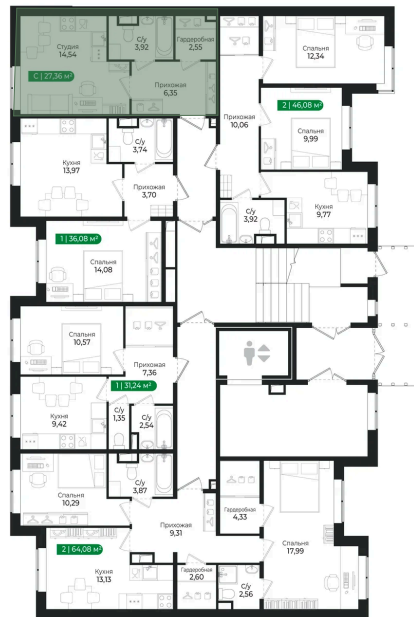 Студия
14,54
С/у
3,92
Гардеробная
2,55
С | 27,36 м²
Прихожая
6,35
Спальня
12,34
2 | 46,08 м²
9,99
Прихожая
10,06
С/у
3,74
Кухня
13,97
Прихожая
3,70
С/у
3,92
Кухня
9,77
1 | 36,08 м²
Спальня
14,08
Спальня
10,57
Прихожая
7,36
1 | 31,24 м²
Кухня
9,42
С/у
1,35
С/у
2,54
Спальня
10,29
С/у
3,87
Прихожая
9,31
Гардеробная
4,33
Спальня
17,99
2 | 64,08 м²
Кухня
13,13
Гардеробная
2,60
С/у
2,56